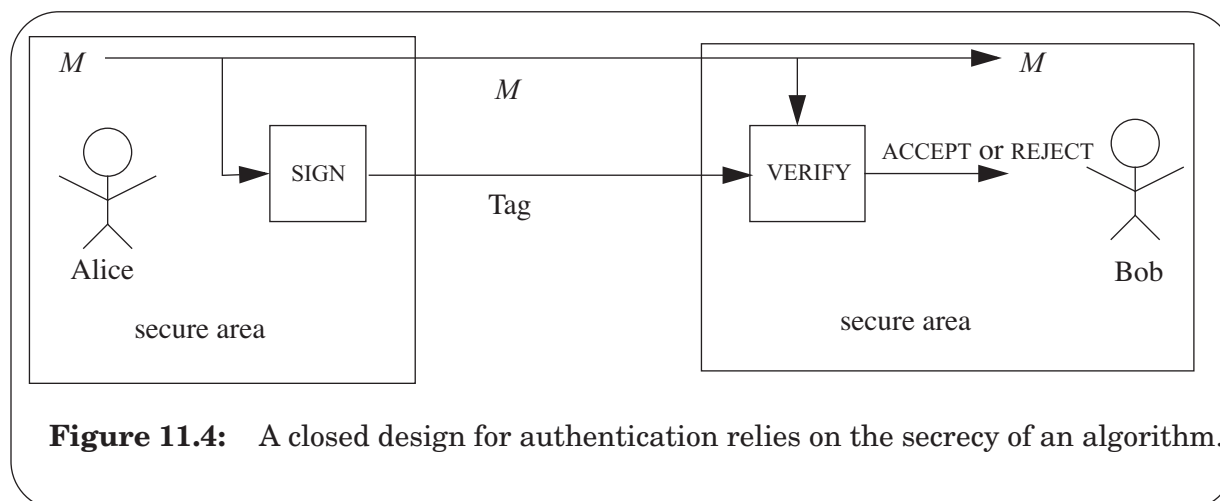 M
M
M
SIGN
VERIFY
ACCEPT or REJECT
Tag
Alice
Bob
secure area
secure area
Figure 11.4: A closed design for authentication relies on the secrecy of an algorithm.